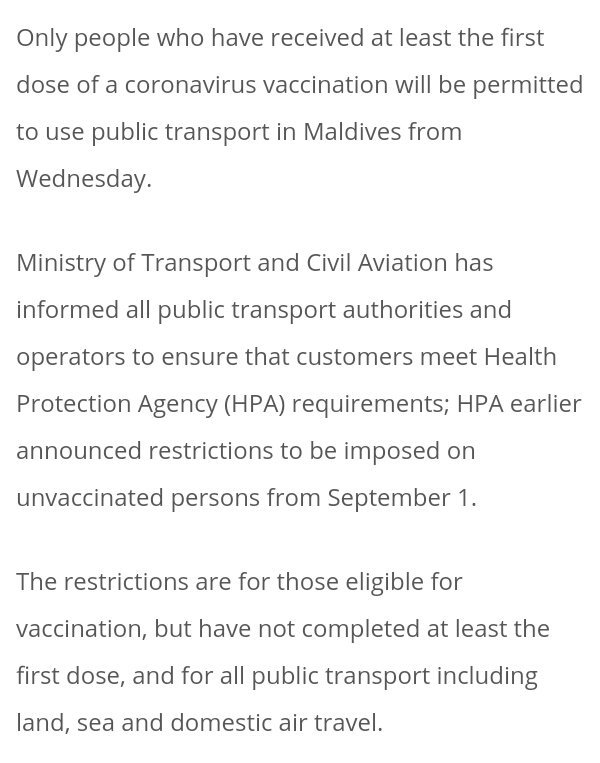 Only people who have received at least the first
dose of a coronavirus vaccination will be permitted
to use public transport in Maldives from
Wednesday.
Ministry of Transport and Civil Aviation has
informed all public transport authorities and
operators to ensure that customers meet Health
Protection Agency (HPA) requirements; HPA earlier
announced restrictions to be imposed on
unvaccinated persons from September 1.
The restrictions are for those eligible for
vaccination, but have not completed at least the
first dose, and for all public transport including
land, sea and domestic air travel.